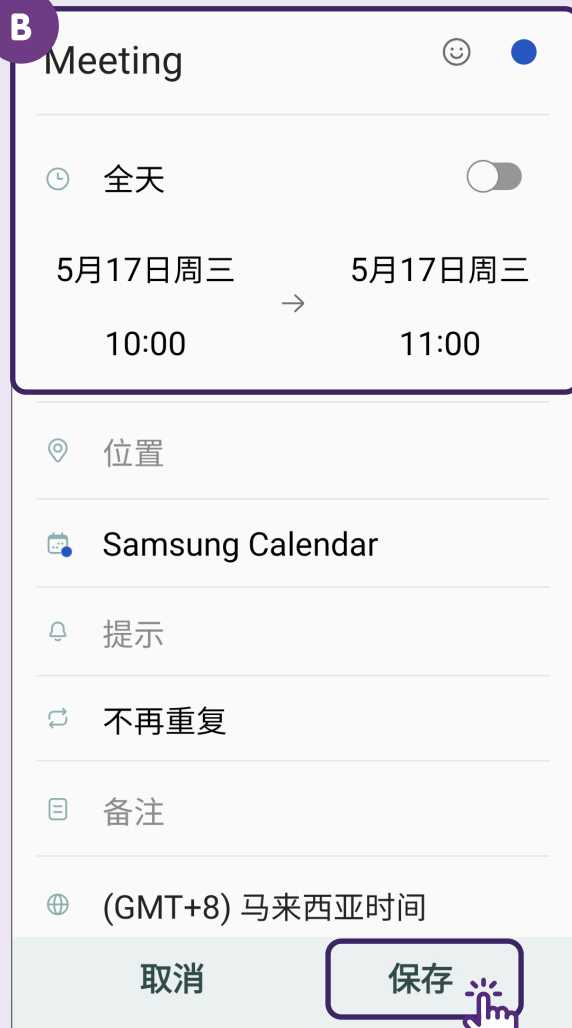 B
Meeting
全天
5月17日周三 5月17日周三
10:00 11:00
位置
Samsung Calendar
提示
不再重复
备注
(GMT+8) 马来西亚时间
取消 保存